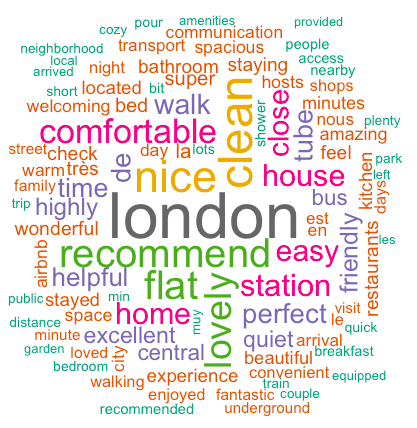 pour
amenities
provided
cozy
communication
neighborhood
transport
spacious
people
local
access
arrived
night
bathroom
staying
nearby
short
located
bit
super
hosts
shops
welcoming
bed
walk
minutes
plenty
comfortable
clean
shower
close
tube
nous
amazing
street
check
de
day
la
lots
feel
park
warm
très
nice
house
kitchen
left
family
time
days
trip
highly
london
bus
wonderful
est
en
friendly
restaurants
les
airbnb
recommend
easy
helpful
flat
lovely
station
public
stayed
min
visit
distance
space
home
muy
perfect
le
quick
minute
excellent
quiet
arrival
garden
loved
city
central
beautiful
breakfast
bedroom
convenient
walking
experience
train
equipped
enjoyed
fantastic
couple
recommended
underground